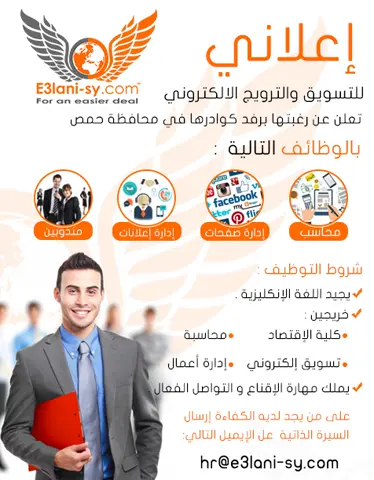 E3lani-sy.com™
For an easier deal
إعلاني
للتسويق والترويج الالكتروني
تعلن عن رغبتها برفد كوادرها في محافظة حمص
بالوظائف التالية :
facebook
محاسب
إدارة صفحات
إدارة إعلانات
مندوبين
شروط التوظيف :
يجيد اللغة الإنكليزية .
خريجين :
كلية الإقتصاد
محاسبة
تسويق إلكتروني
إدارة أعمال
يملك مهارة الإقناع و التواصل الفعال
على من يجد لديه الكفاءة إرسال
السيرة الذاتية عل الإيميل التالي:
hr@e3lani-sy.com